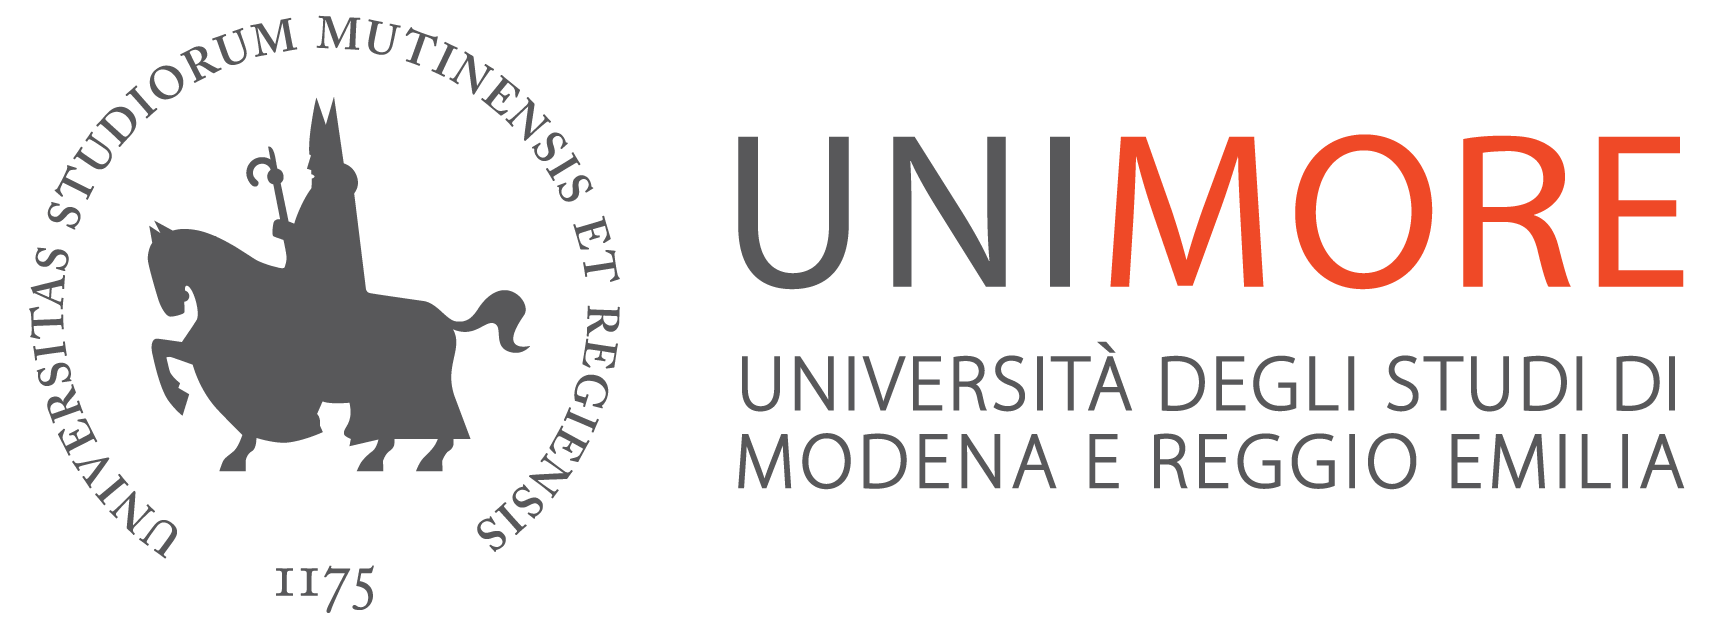 UNIVERSITAS STUDIORUM MUTINENSIS ET REGIENSIS
1175
UNIMORE
UNIVERSITÀ DEGLI STUDI DI
MODENA E REGGIO EMILIA